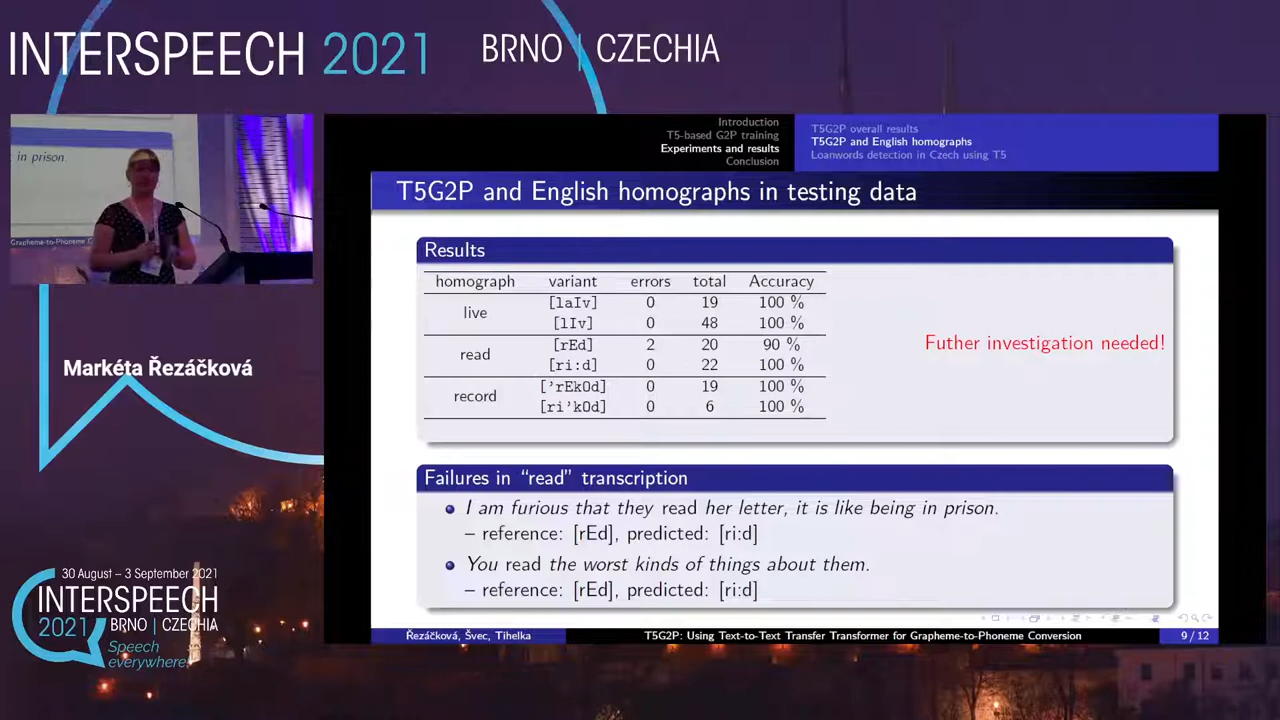 INTERSPEECH 2021
BRNO | CZECHIA
in prison.
Grapheme-to-Phoneme C
Markéta Řezáčková
30 August – 3 September 2021
INTERSPEECH
2021 BRNO | CZECHIA
Speech
everywhere!
Introduction
T5-based G2P training
Experiments and results
Conclusion
T5G2P overall results
T5G2P and English homographs
Loanwords detection in Czech using T5
T5G2P and English homographs in testing data
Results
homograph variant errors total Accuracy
live [laIv] 0 19 100 %
[lIv] 0 48 100 %
read [rEd] 2 20 90 %
[ri:d] 0 22 100 %
record ['rEkOd] 0 19 100 %
[ri'kOd] 0 6 100 %
Futher investigation needed!
Failures in “read” transcription
I am furious that they read her letter, it is like being in prison.
– reference: [rEd], predicted: [ri:d]
You read the worst kinds of things about them.
– reference: [rEd], predicted: [ri:d]
Řezáčková, Švec, Tihelka
T5G2P: Using Text-to-Text Transfer Transformer for Grapheme-to-Phoneme Conversion
9 / 12